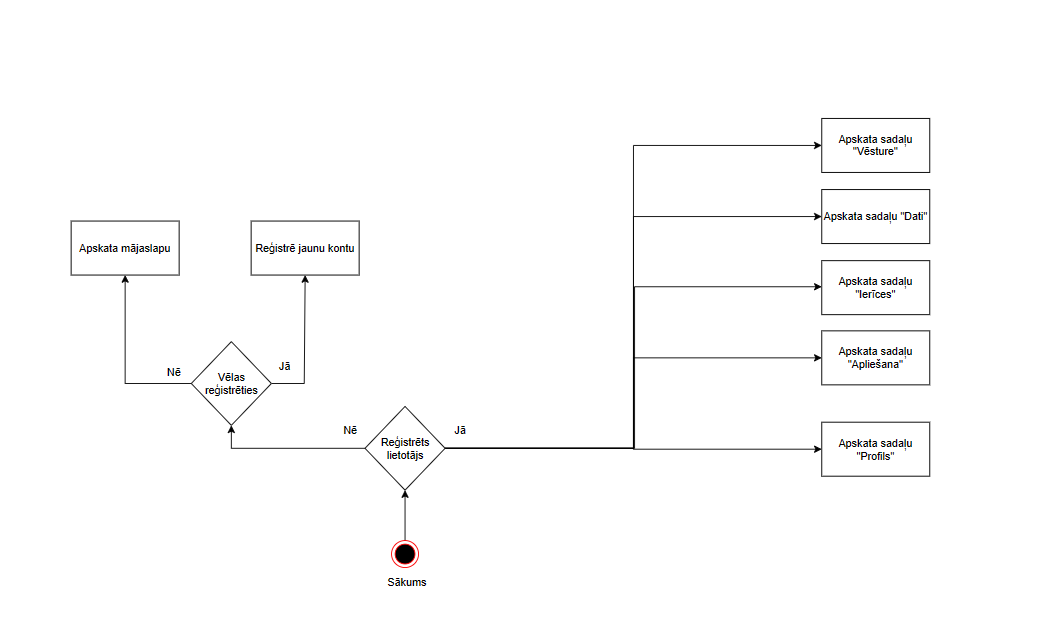 Apskata sadaļu
"Vēsture"
Apskata sadaļu "Dati"
Apskata mājaslapu
Reģistrē jaunu kontu
Apskata sadaļu
"Ierīces"
Apskata sadaļu
"Apliešana"
Nē
Jā
Vēlas
reģistrēties
Nē
Jā
Reģistrēts
lietotājs
Apskata sadaļu
"Profils"
Sākums